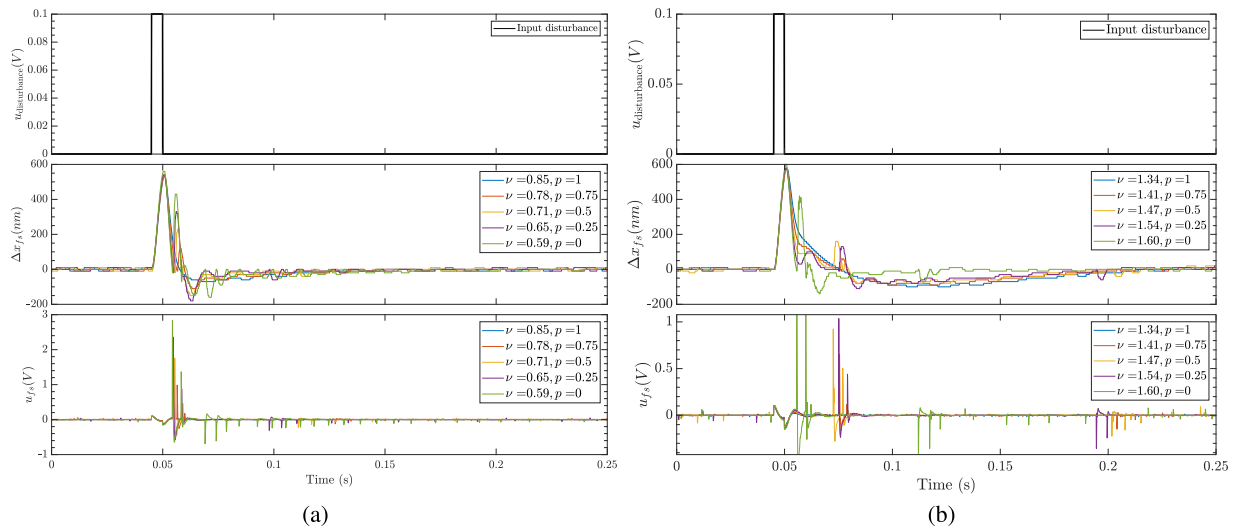 0.1
0.08
0.06
0.04
0.02
0
u_disturbance(V)
Input disturbance
600
400
200
0
-200
Δx_fs(nm)
ν =0.85, p =1
ν =0.78, p =0.75
ν =0.71, p =0.5
ν =0.65, p =0.25
ν =0.59, p =0
3
2
1
0
-1
u_fs(V)
ν =0.85, p =1
ν =0.78, p =0.75
ν =0.71, p =0.5
ν =0.65, p =0.25
ν =0.59, p =0
0 0.05 0.1 0.15 0.2 0.25
Time (s)
(a)
0.1
0.05
0
u_disturbance(V)
Input disturbance
600
400
200
0
-200
Δx_fs(nm)
ν =1.34, p =1
ν =1.41, p =0.75
ν =1.47, p =0.5
ν =1.54, p =0.25
ν =1.60, p =0
1
0.5
0
u_fs(V)
ν =1.34, p =1
ν =1.41, p =0.75
ν =1.47, p =0.5
ν =1.54, p =0.25
ν =1.60, p =0
0 0.05 0.1 0.15 0.2 0.25
Time (s)
(b)